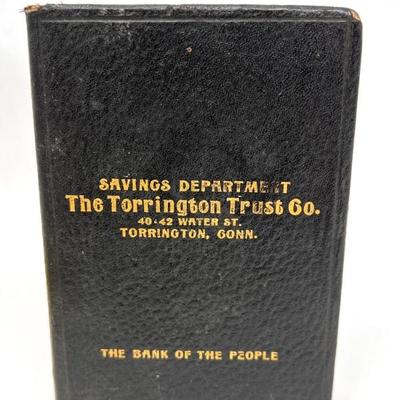 SAVINGS DEPARTMENT
The Torrington Trust Co.
40-42 WATER ST.
TORRINGTON, CONN.
THE BANK OF THE PEOPLE